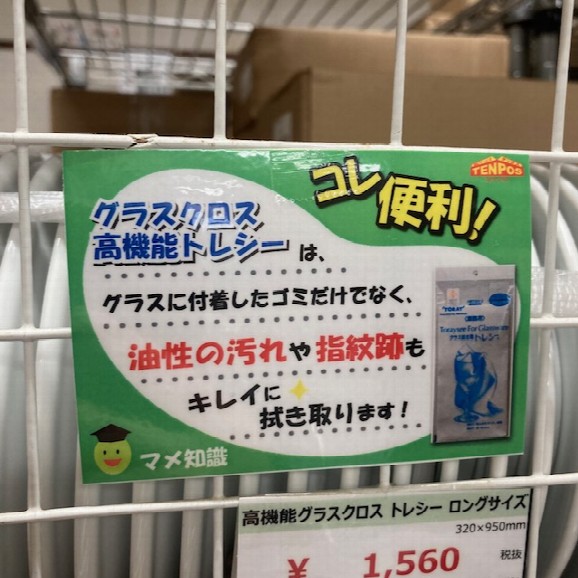 TENPOS
コレ便利!
グラスクロス
高機能トレシー は、
グラスに付着したゴミだけでなく、
油性の汚れや指紋跡も
キレイに
拭き取ります!
マメ知識
TORAY
Toraysee For Glass
トレシー
高機能グラスクロス トレシー ロングサイズ
320×950mm
¥ 1,560 税抜